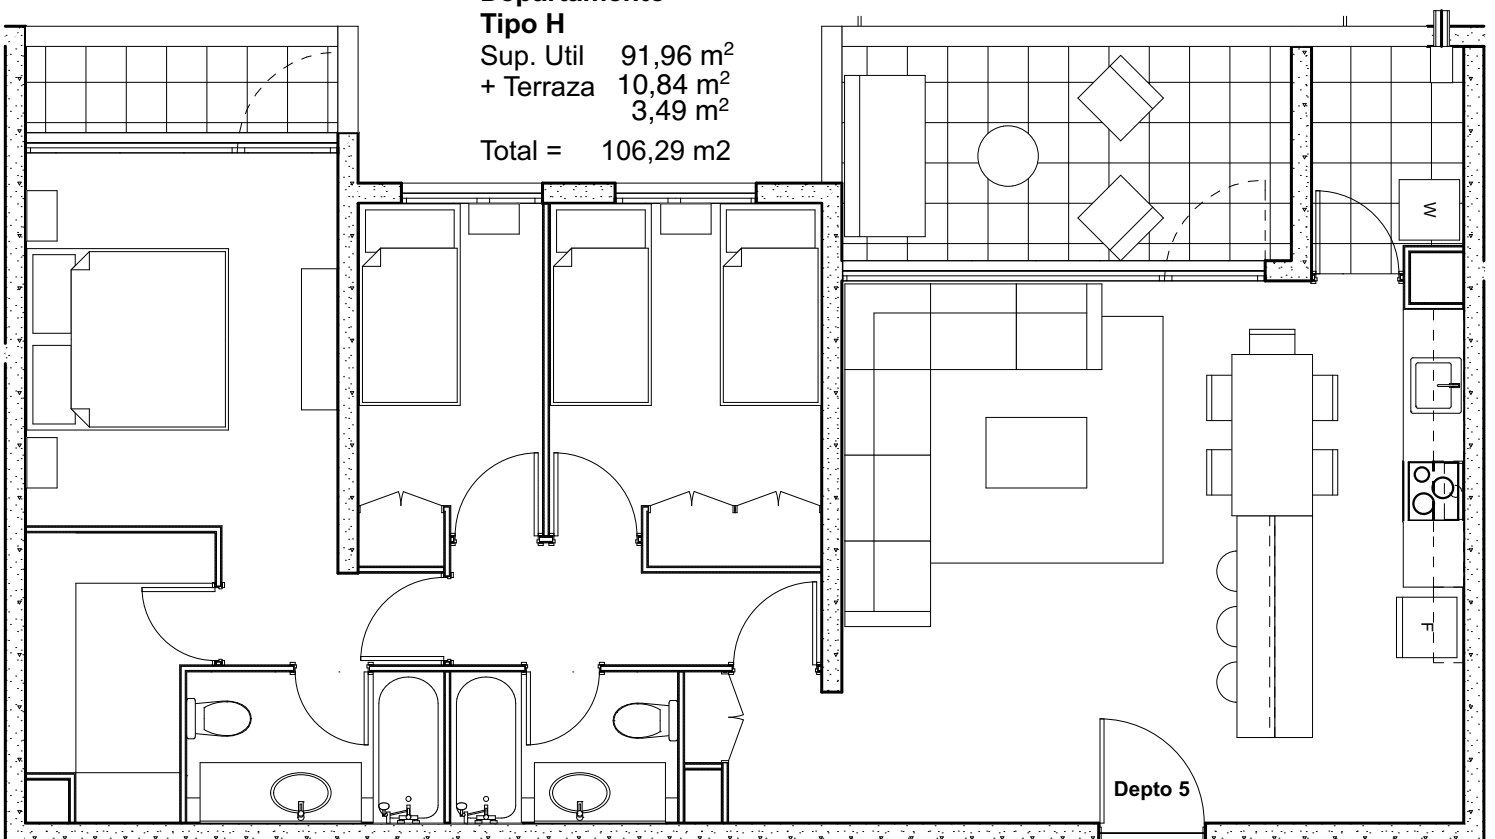 Departamento
Tipo H
Sup. Util 91,96 m²
+ Terraza 10,84 m²
3,49 m²
Total = 106,29 m2
W
F
Depto 5